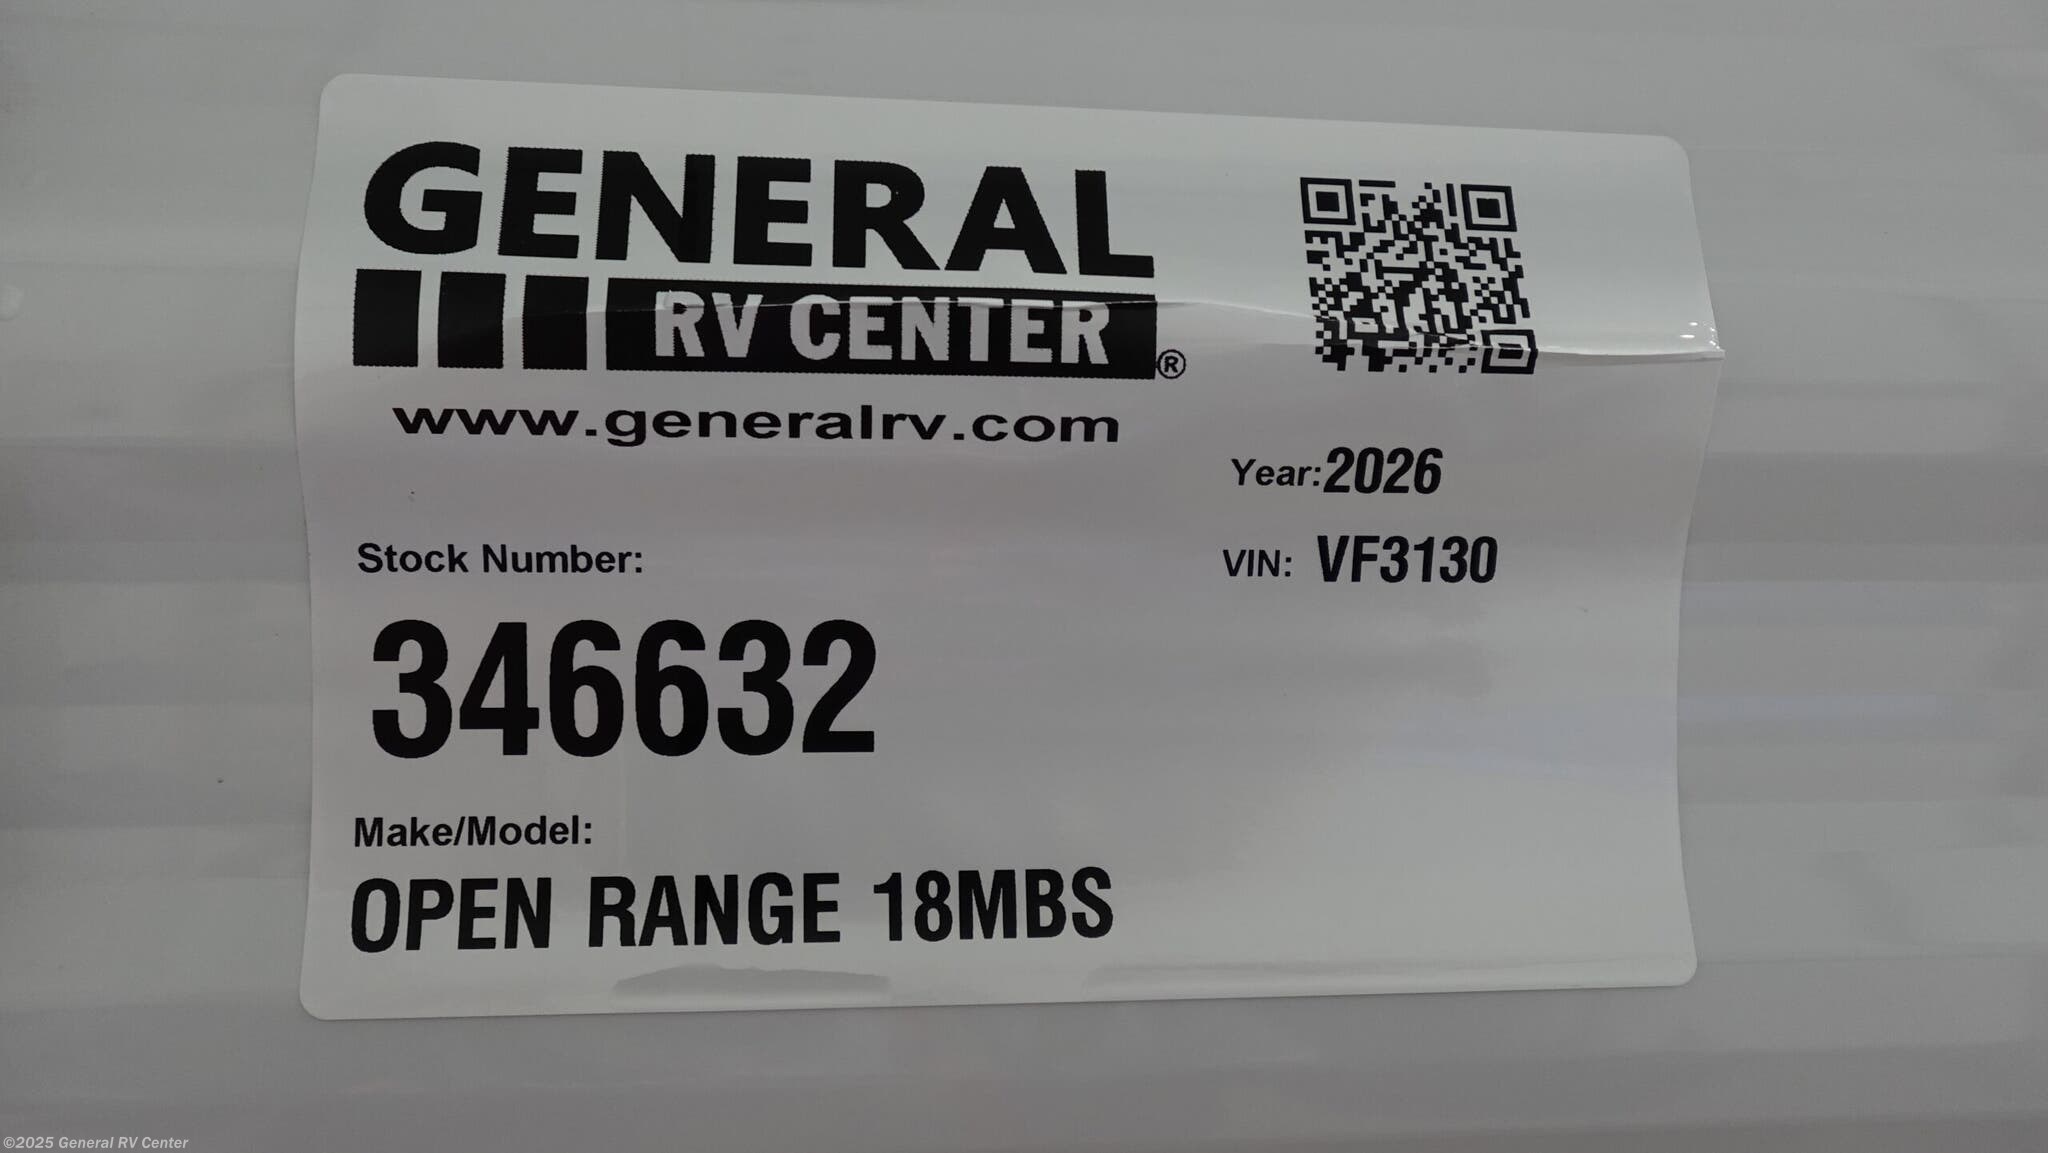 GENERAL
RV CENTER®
www.generalrv.com
Year: 2026
Stock Number:
VIN: VF3130
346632
Make/Model:
OPEN RANGE 18MBS
©2025 General RV Center